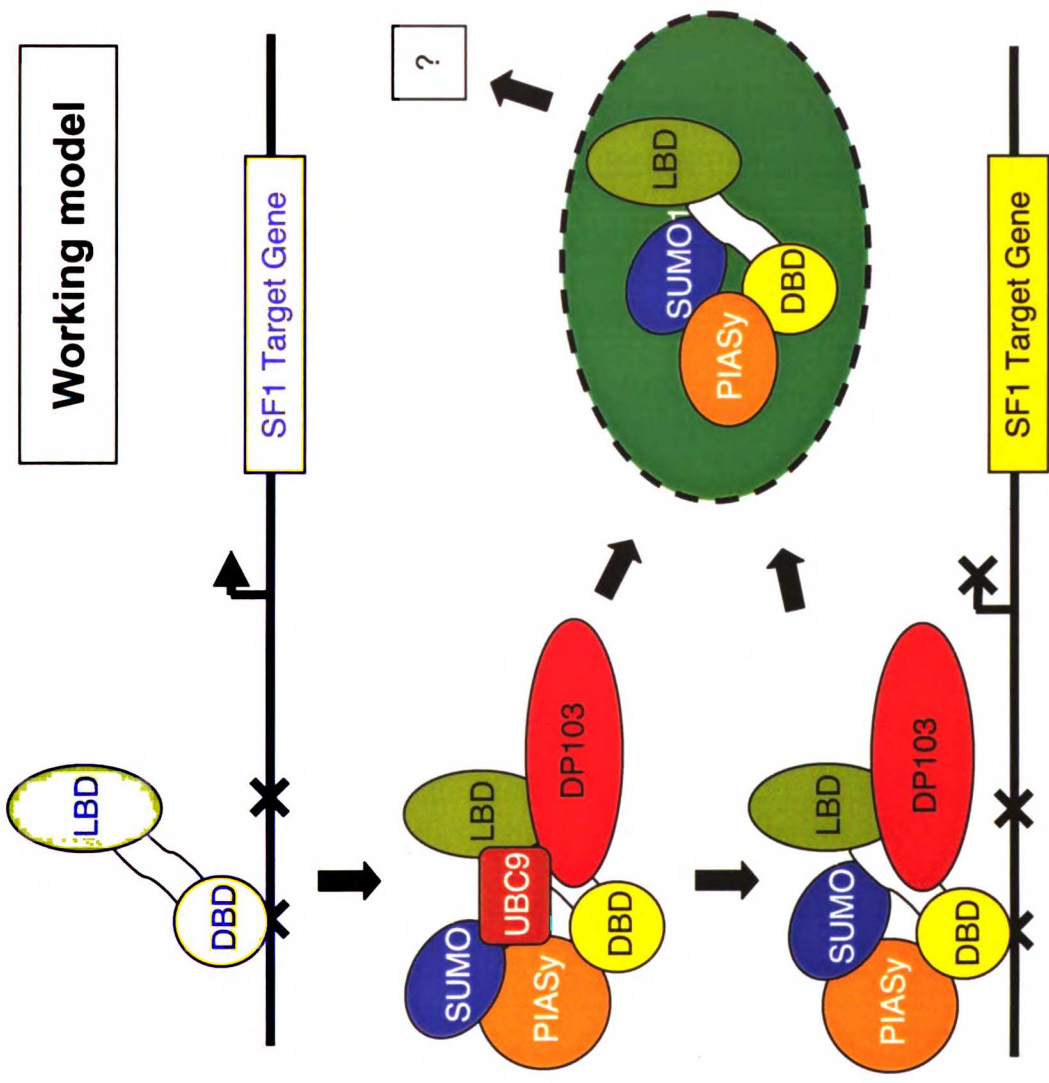 Working model
LBD
DBD
SF1 Target Gene
SUMO
UBC9
LBD
PIASy
DBD
DP103
SUMO
LBD
PIASy
DBD
DP103
SF1 Target Gene
SUMO1
LBD
PIASy
DBD
?